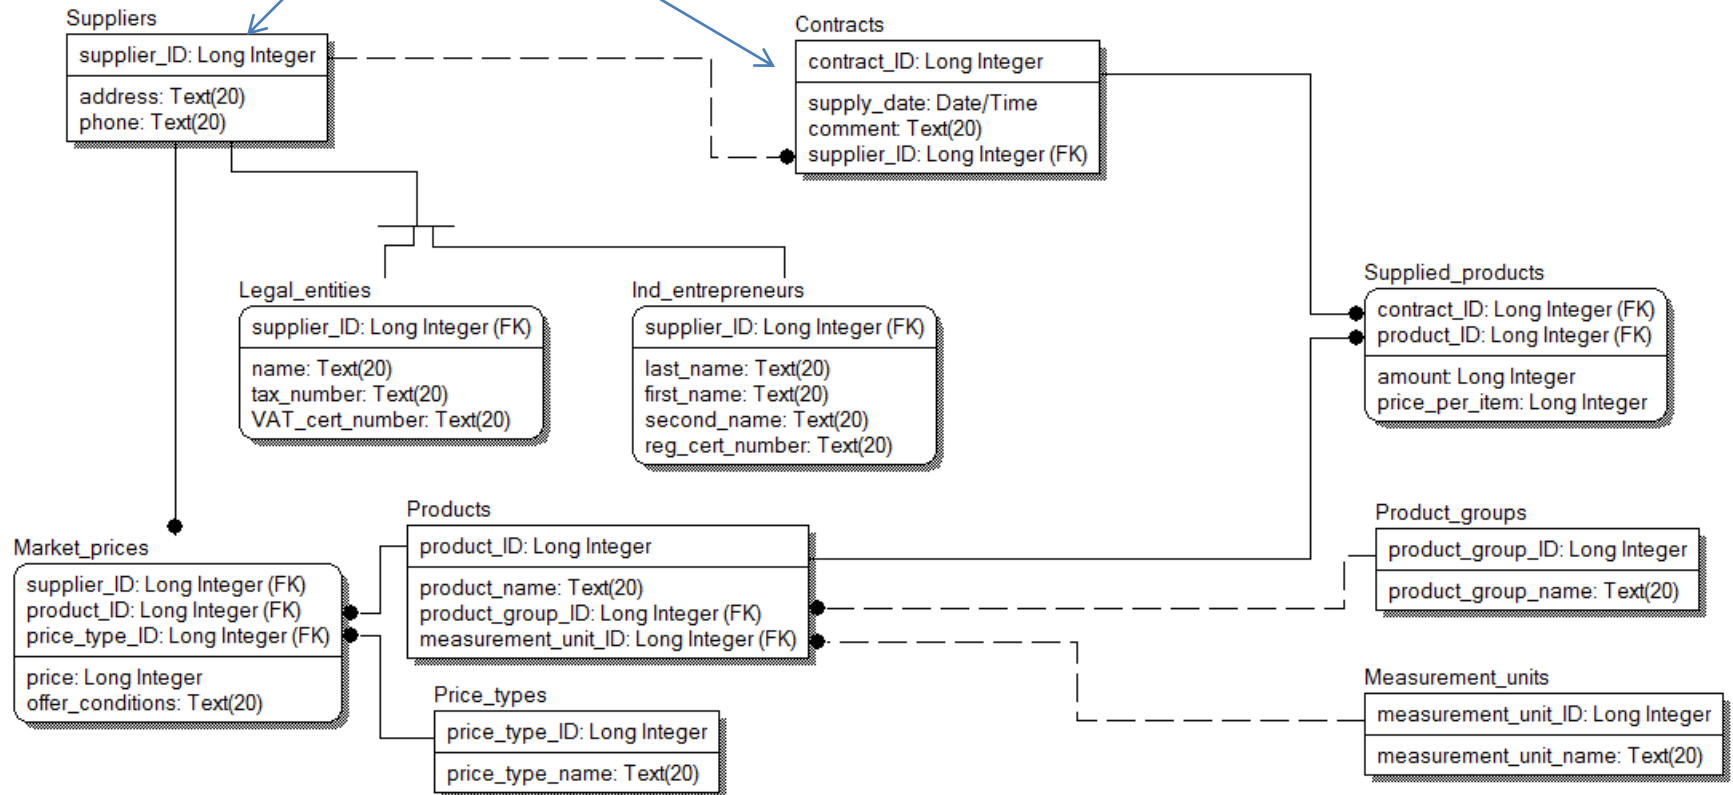 Suppliers
supplier_ID: Long Integer
address: Text(20)
phone: Text(20)
Contracts
contract_ID: Long Integer
supply_date: Date/Time
comment: Text(20)
supplier_ID: Long Integer (FK)
Legal_entities
supplier_ID: Long Integer (FK)
name: Text(20)
tax_number: Text(20)
VAT_cert_number: Text(20)
Ind_entrepreneurs
supplier_ID: Long Integer (FK)
last_name: Text(20)
first_name: Text(20)
second_name: Text(20)
reg_cert_number: Text(20)
Supplied_products
contract_ID: Long Integer (FK)
product_ID: Long Integer (FK)
amount: Long Integer
price_per_item: Long Integer
Market_prices
supplier_ID: Long Integer (FK)
product_ID: Long Integer (FK)
price_type_ID: Long Integer (FK)
price: Long Integer
offer_conditions: Text(20)
Products
product_ID: Long Integer
product_name: Text(20)
product_group_ID: Long Integer (FK)
measurement_unit_ID: Long Integer (FK)
Price_types
price_type_ID: Long Integer
price_type_name: Text(20)
Product_groups
product_group_ID: Long Integer
product_group_name: Text(20)
Measurement_units
measurement_unit_ID: Long Integer
measurement_unit_name: Text(20)